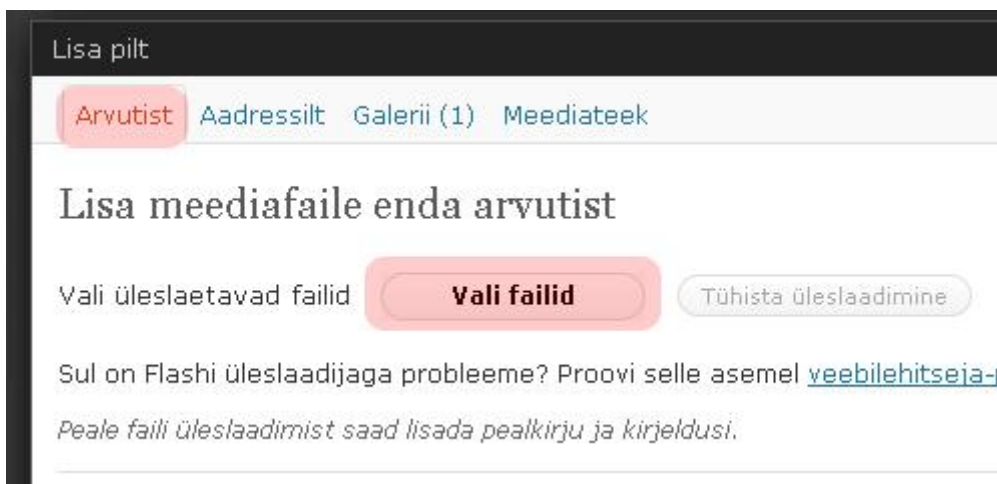 Lisa pilt
Arvutist Aadressilt Galerii (1) Meediateek
Lisa meediafaile enda arvutist
Vali üleslaetavad failid Vali failid Tühista üleslaadimine
Sul on Flashi üleslaadijaga probleeme? Proovi selle asemel veebilehitseja-
Peale faili üleslaadimist saad lisada pealkirju ja kirjeldusi.